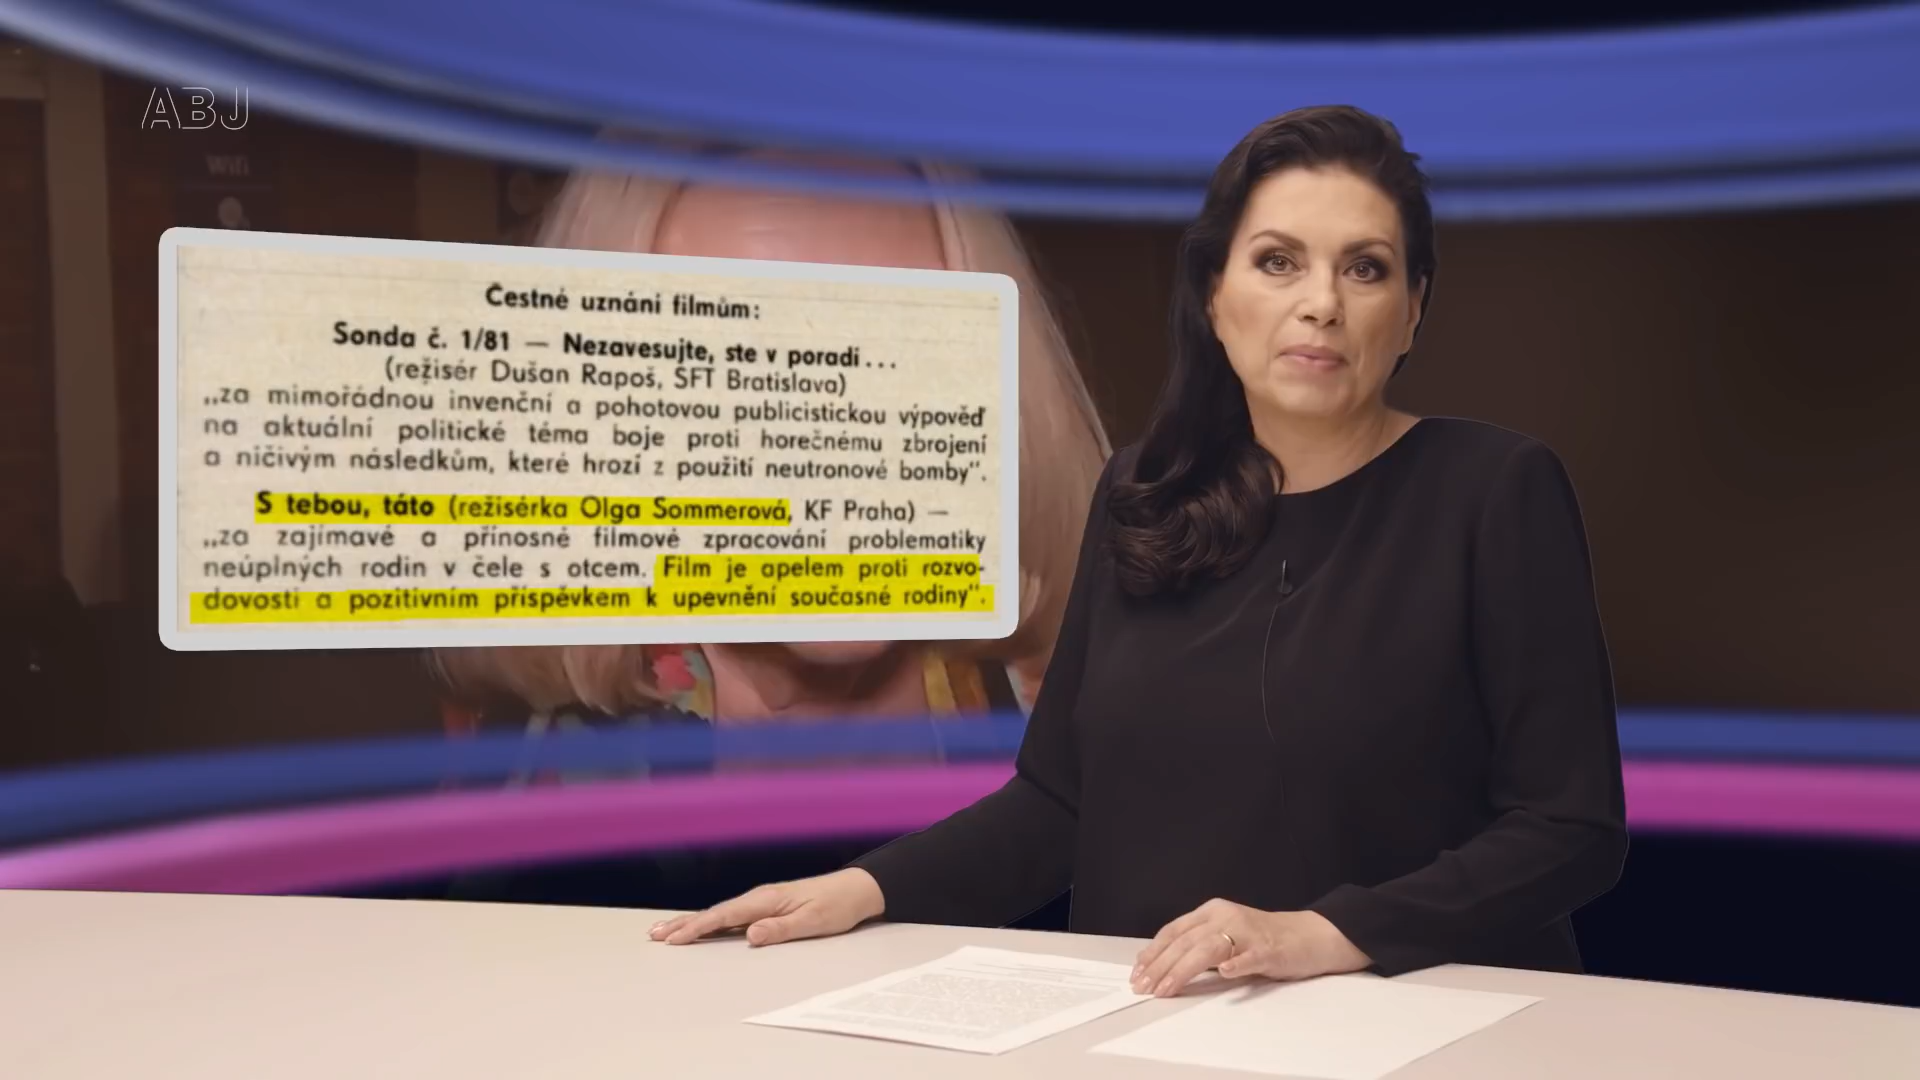 ABJ
Wifi
Čestné uznání filmům:
Sonda č. 1/81 — Nezavesujte, ste v poradí...
(režisér Dušan Rapoš, SFT Bratislava)
„za mimořádnou invenční a pohotovou publicistickou výpověď
na aktuální politické téma boje proti horečnému zbrojení
a ničivým následkům, které hrozí z použití neutronové bomby".
S tebou, táto (režisérka Olga Sommerová, KF Praha) —
„za zajímavé a přínosné filmové zpracování problematiky
neúplných rodin v čele s otcem. Film je apelem proti rozvo-
dovosti a pozitivním příspěvkem k upevnění současné rodiny".